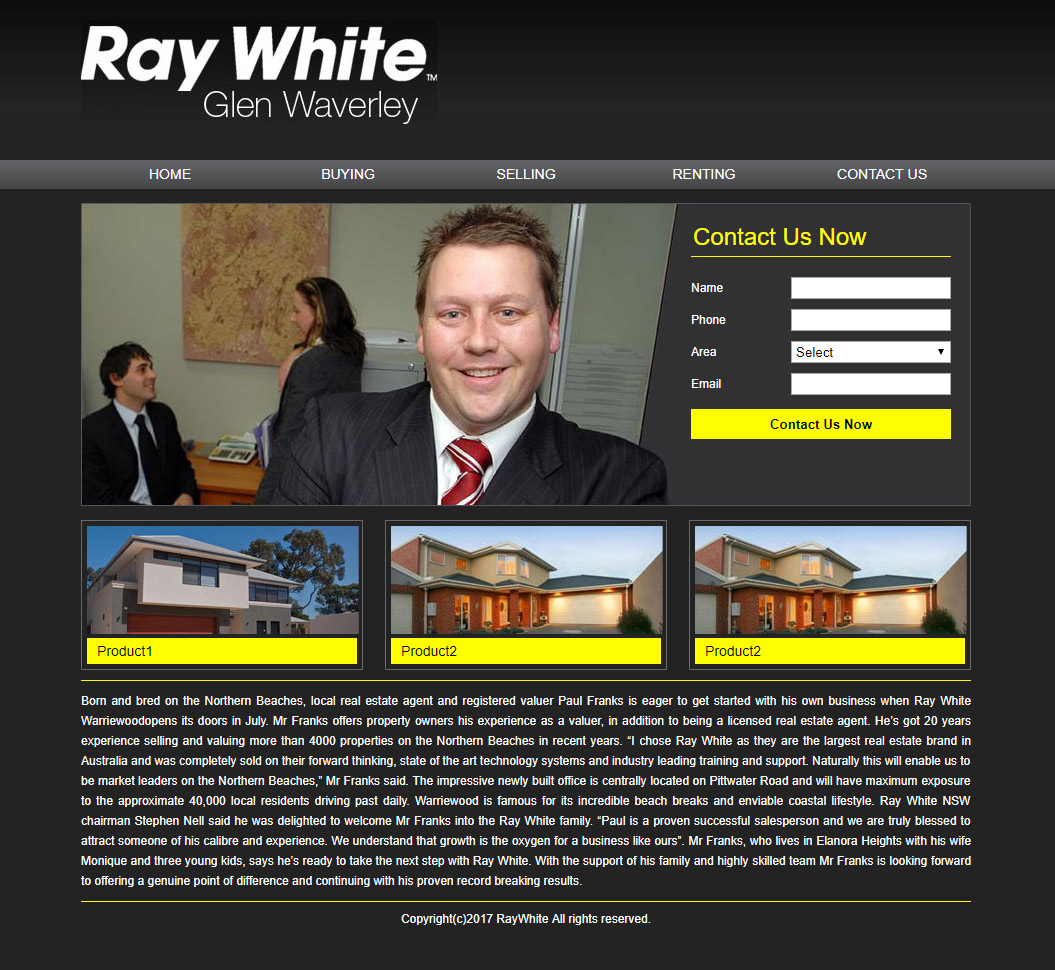 Ray White™
Glen Waverley
HOME BUYING SELLING RENTING CONTACT US
Contact Us Now
Name
Phone
Area Select
Email
Contact Us Now
Product1 Product2 Product2
Born and bred on the Northern Beaches, local real estate agent and registered valuer Paul Franks is eager to get started with his own business when Ray White
Warriewoodopens its doors in July. Mr Franks offers property owners his experience as a valuer, in addition to being a licensed real estate agent. He’s got 20 years
experience selling and valuing more than 4000 properties on the Northern Beaches in recent years. “I chose Ray White as they are the largest real estate brand in
Australia and was completely sold on their forward thinking, state of the art technology systems and industry leading training and support. Naturally this will enable us to
be market leaders on the Northern Beaches,” Mr Franks said. The impressive newly built office is centrally located on Pittwater Road and will have maximum exposure
to the approximate 40,000 local residents driving past daily. Warriewood is famous for its incredible beach breaks and enviable coastal lifestyle. Ray White NSW
chairman Stephen Nell said he was delighted to welcome Mr Franks into the Ray White family. “Paul is a proven successful salesperson and we are truly blessed to
attract someone of his calibre and experience. We understand that growth is the oxygen for a business like ours”. Mr Franks, who lives in Elanora Heights with his wife
Monique and three young kids, says he’s ready to take the next step with Ray White. With the support of his family and highly skilled team Mr Franks is looking forward
to offering a genuine point of difference and continuing with his proven record breaking results.
Copyright(c)2017 RayWhite All rights reserved.